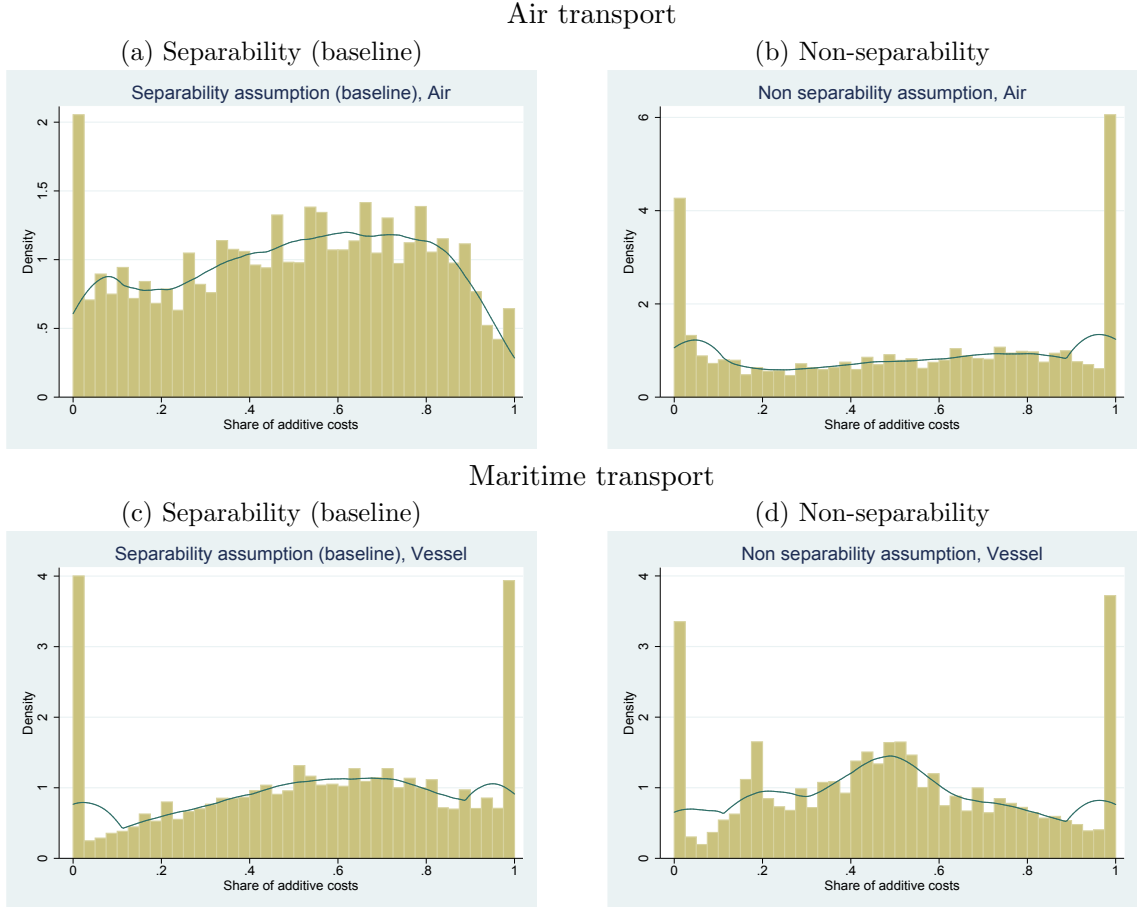 Air transport
(a) Separability (baseline)
(b) Non-separability
Separability assumption (baseline), Air
Density
0
.5
1
1.5
2
0
.2
.4
.6
.8
1
Share of additive costs
Non separability assumption, Air
Density
0
2
4
6
0
.2
.4
.6
.8
1
Share of additive costs
Maritime transport
(c) Separability (baseline)
(d) Non-separability
Separability assumption (baseline), Vessel
Density
0
1
2
3
4
0
.2
.4
.6
.8
1
Share of additive costs
Non separability assumption, Vessel
Density
0
1
2
3
4
0
.2
.4
.6
.8
1
Share of additive costs